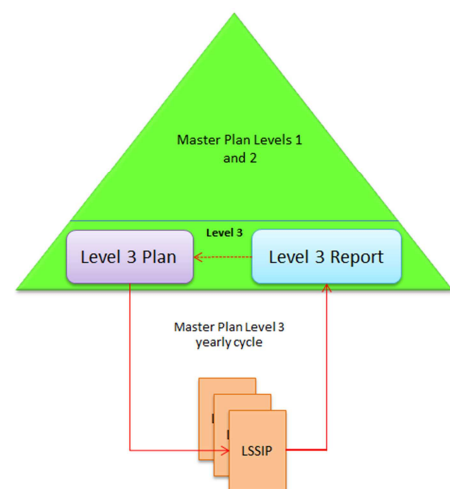 Master Plan Levels 1
and 2
Level 3
Level 3 Plan
Level 3 Report
Master Plan Level 3
yearly cycle
LSSIP